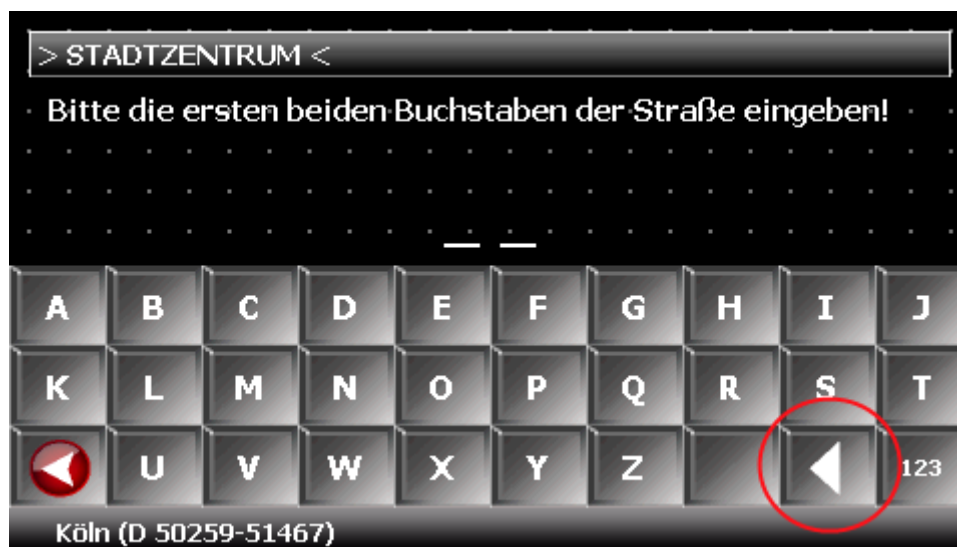 > STADTZENTRUM <
Bitte die ersten beiden Buchstaben der Straße eingeben!
A B C D E F G H I J
K L M N O P Q R S T
U V W X Y Z 123
Köln (D 50259-51467)